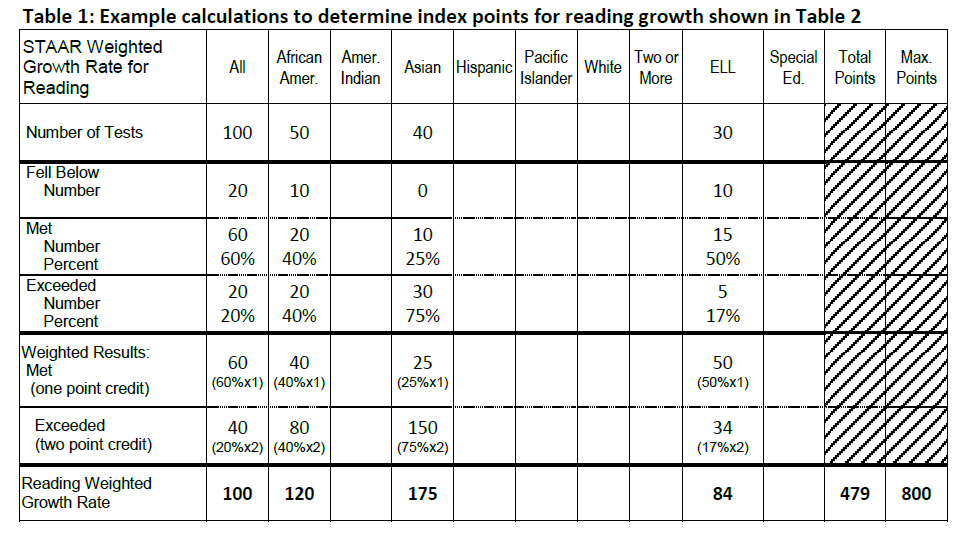 Table 1: Example calculations to determine index points for reading growth shown in Table 2
STAAR Weighted Growth Rate for Reading All African Amer. Amer. Indian Asian Hispanic Pacific Islander White Two or More ELL Special Ed. Total Points Max. Points
Number of Tests 100 50 40 30
Fell Below
Number 20 10 0 10
Met
Number 60 20 10 15
Percent 60% 40% 25% 50%
Exceeded
Number 20 20 30 5
Percent 20% 40% 75% 17%
Weighted Results:
Met 60 40 25 50
(one point credit) (60%x1) (40%x1) (25%x1) (50%x1)
Exceeded 40 80 150 34
(two point credit) (20%x2) (40%x2) (75%x2) (17%x2)
Reading Weighted Growth Rate 100 120 175 84 479 800